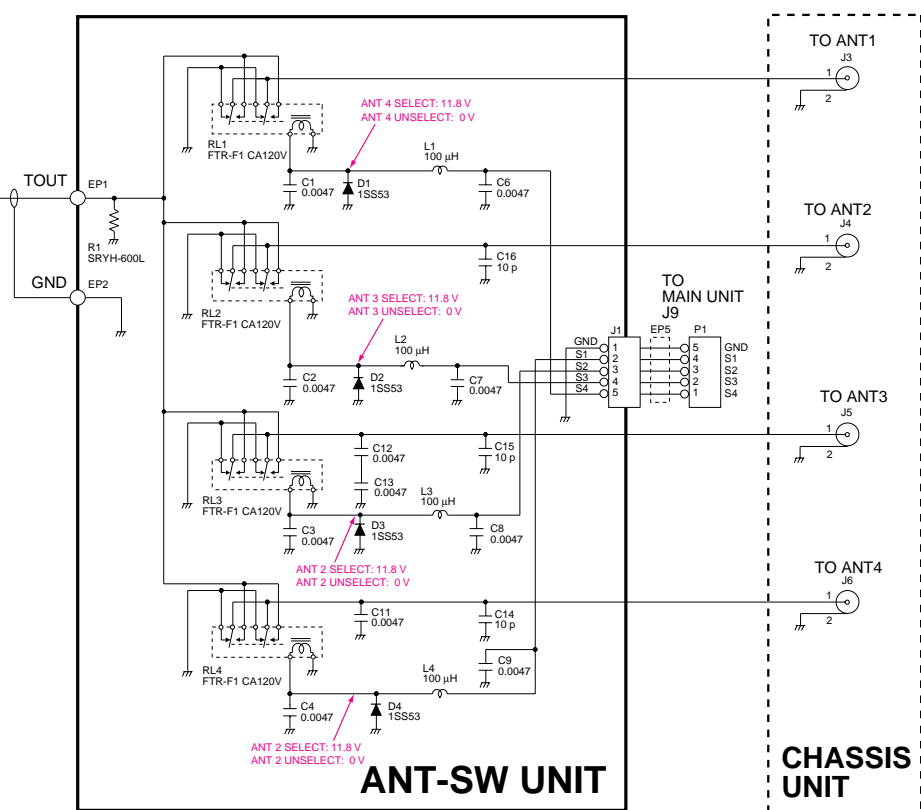 TO ANT1
J3
1
2
ANT 4 SELECT: 11.8 V
ANT 4 UNSELECT: 0 V
RL1
FTR-F1 CA120V
L1
100 μH
C1
0.0047
D1
1SS53
C6
0.0047
TOUT
EP1
R1
SRYH-600L
GND
EP2
TO ANT2
J4
1
2
C16
10 p
RL2
FTR-F1 CA120V
ANT 3 SELECT: 11.8 V
ANT 3 UNSELECT: 0 V
L2
100 μH
C2
0.0047
D2
1SS53
C7
0.0047
TO
MAIN UNIT
J9
J1
EP5
P1
GND
1
5
GND
S1
2
4
S1
S2
3
3
S2
S3
4
2
S3
S4
5
1
S4
TO ANT3
J5
1
2
C12
0.0047
C15
10 p
C13
0.0047
RL3
FTR-F1 CA120V
L3
100 μH
C3
0.0047
D3
1SS53
C8
0.0047
ANT 2 SELECT: 11.8 V
ANT 2 UNSELECT: 0 V
TO ANT4
J6
1
2
C11
0.0047
C14
10 p
RL4
FTR-F1 CA120V
L4
100 μH
C9
0.0047
C4
0.0047
D4
1SS53
ANT 2 SELECT: 11.8 V
ANT 2 UNSELECT: 0 V
ANT-SW UNIT
CHASSIS
UNIT